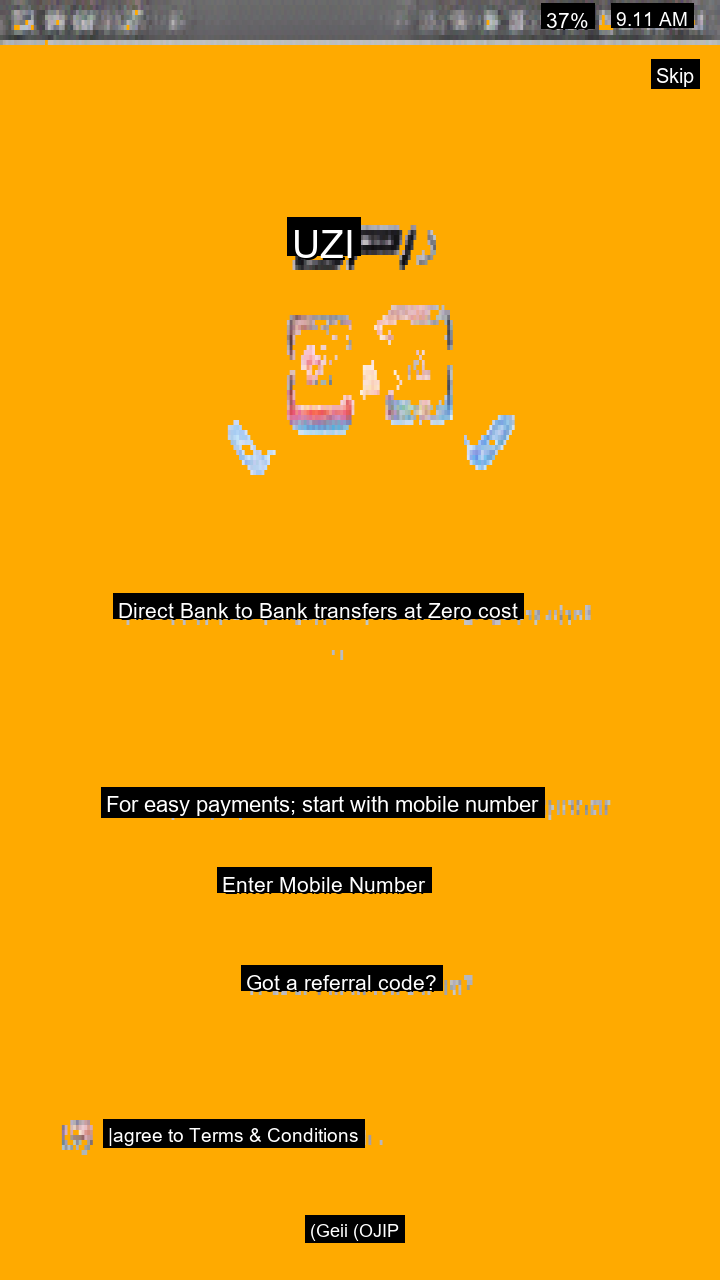 37% 9.11 AM
Skip
UZI
Direct Bank to Bank transfers at Zero cost
For easy payments; start with mobile number
Enter Mobile Number
Got a referral code?
|agree to Terms & Conditions
(Geii (OJIP